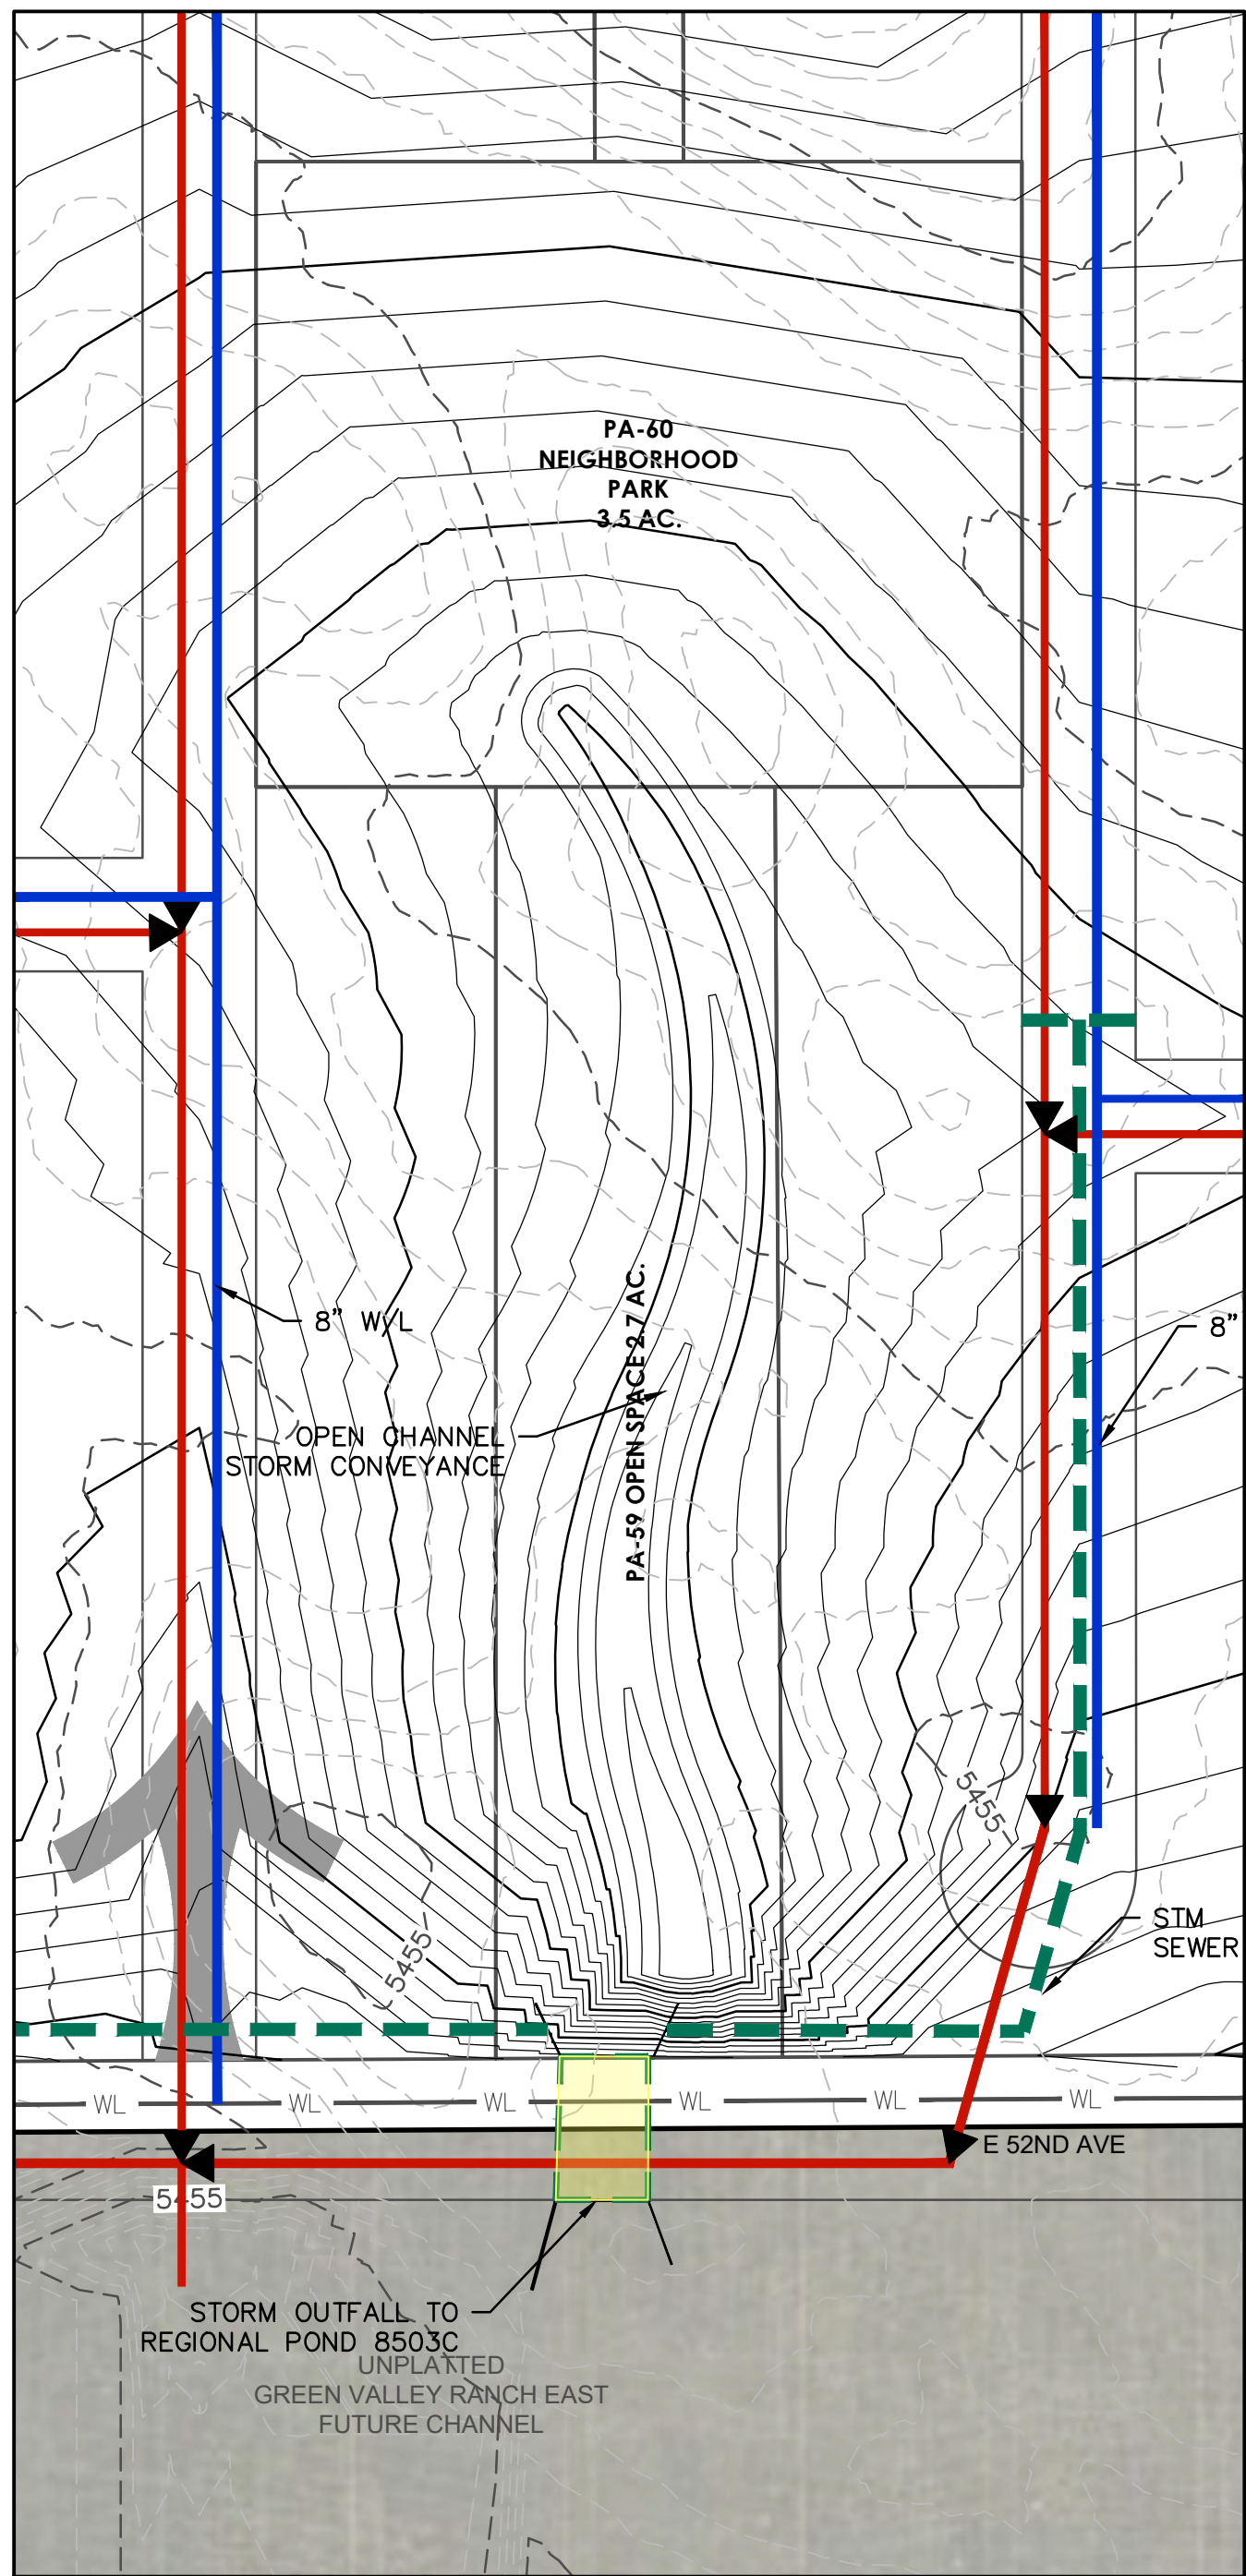 PA-60
NEIGHBORHOOD
PARK
3.5 AC.
8" W/L
8"
PA-59 OPEN SPACE 2.7 AC.
OPEN CHANNEL
STORM CONVEYANCE
5455
STM
SEWER
5455
WL WL WL WL WL WL
E 52ND AVE
5455
STORM OUTFALL TO
REGIONAL POND 8503C
UNPLATTED
GREEN VALLEY RANCH EAST
FUTURE CHANNEL